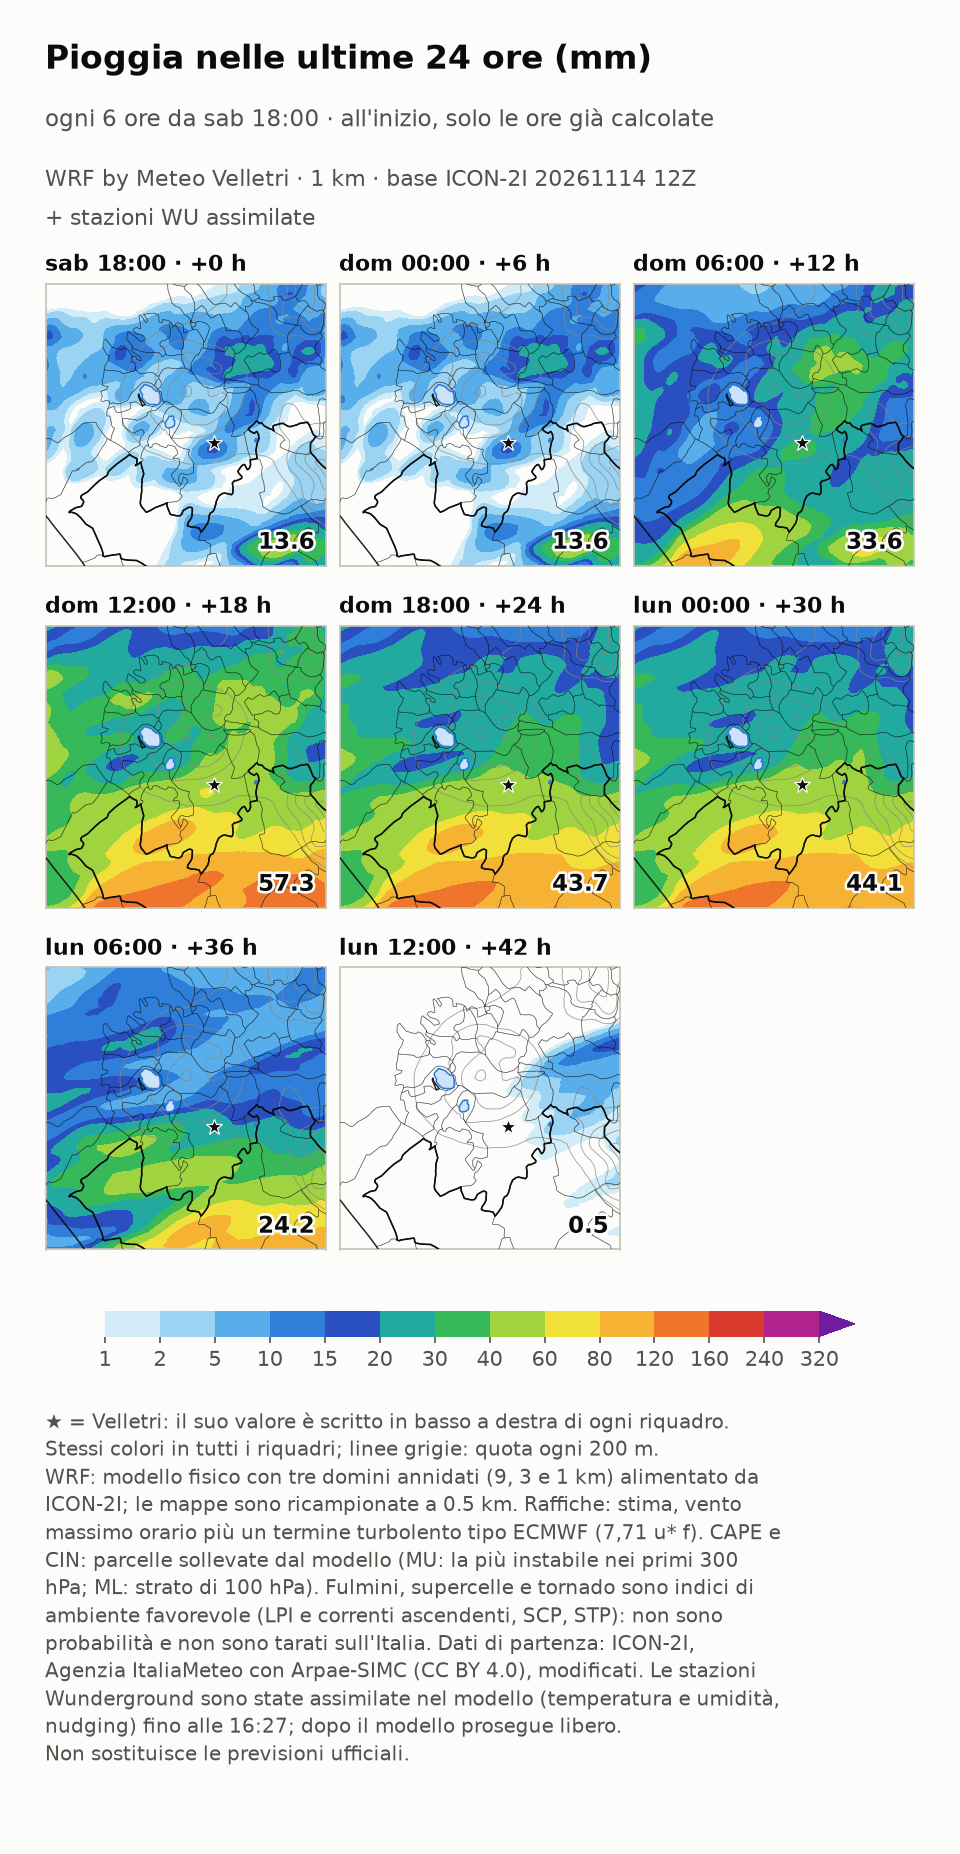 Pioggia nelle ultime 24 ore (mm)
ogni 6 ore da sab 18:00 · all'inizio, solo le ore già calcolate
WRF by Meteo Velletri · 1 km · base ICON-2I 20261114 12Z
+ stazioni WU assimilate
sab 18:00 · +0 h
dom 00:00 · +6 h
dom 06:00 · +12 h
13.6
13.6
33.6
dom 12:00 · +18 h
dom 18:00 · +24 h
lun 00:00 · +30 h
57.3
43.7
44.1
lun 06:00 · +36 h
lun 12:00 · +42 h
24.2
0.5
1 2 5 10 15 20 30 40 60 80 120 160 240 320
★ = Velletri: il suo valore è scritto in basso a destra di ogni riquadro.
Stessi colori in tutti i riquadri; linee grigie: quota ogni 200 m.
WRF: modello fisico con tre domini annidati (9, 3 e 1 km) alimentato da
ICON-2I; le mappe sono ricampionate a 0.5 km. Raffiche: stima, vento
massimo orario più un termine turbolento tipo ECMWF (7,71 u* f). CAPE e
CIN: parcelle sollevate dal modello (MU: la più instabile nei primi 300
hPa; ML: strato di 100 hPa). Fulmini, supercelle e tornado sono indici di
ambiente favorevole (LPI e correnti ascendenti, SCP, STP): non sono
probabilità e non sono tarati sull'Italia. Dati di partenza: ICON-2I,
Agenzia ItaliaMeteo con Arpae-SIMC (CC BY 4.0), modificati. Le stazioni
Wunderground sono state assimilate nel modello (temperatura e umidità,
nudging) fino alle 16:27; dopo il modello prosegue libero.
Non sostituisce le previsioni ufficiali.